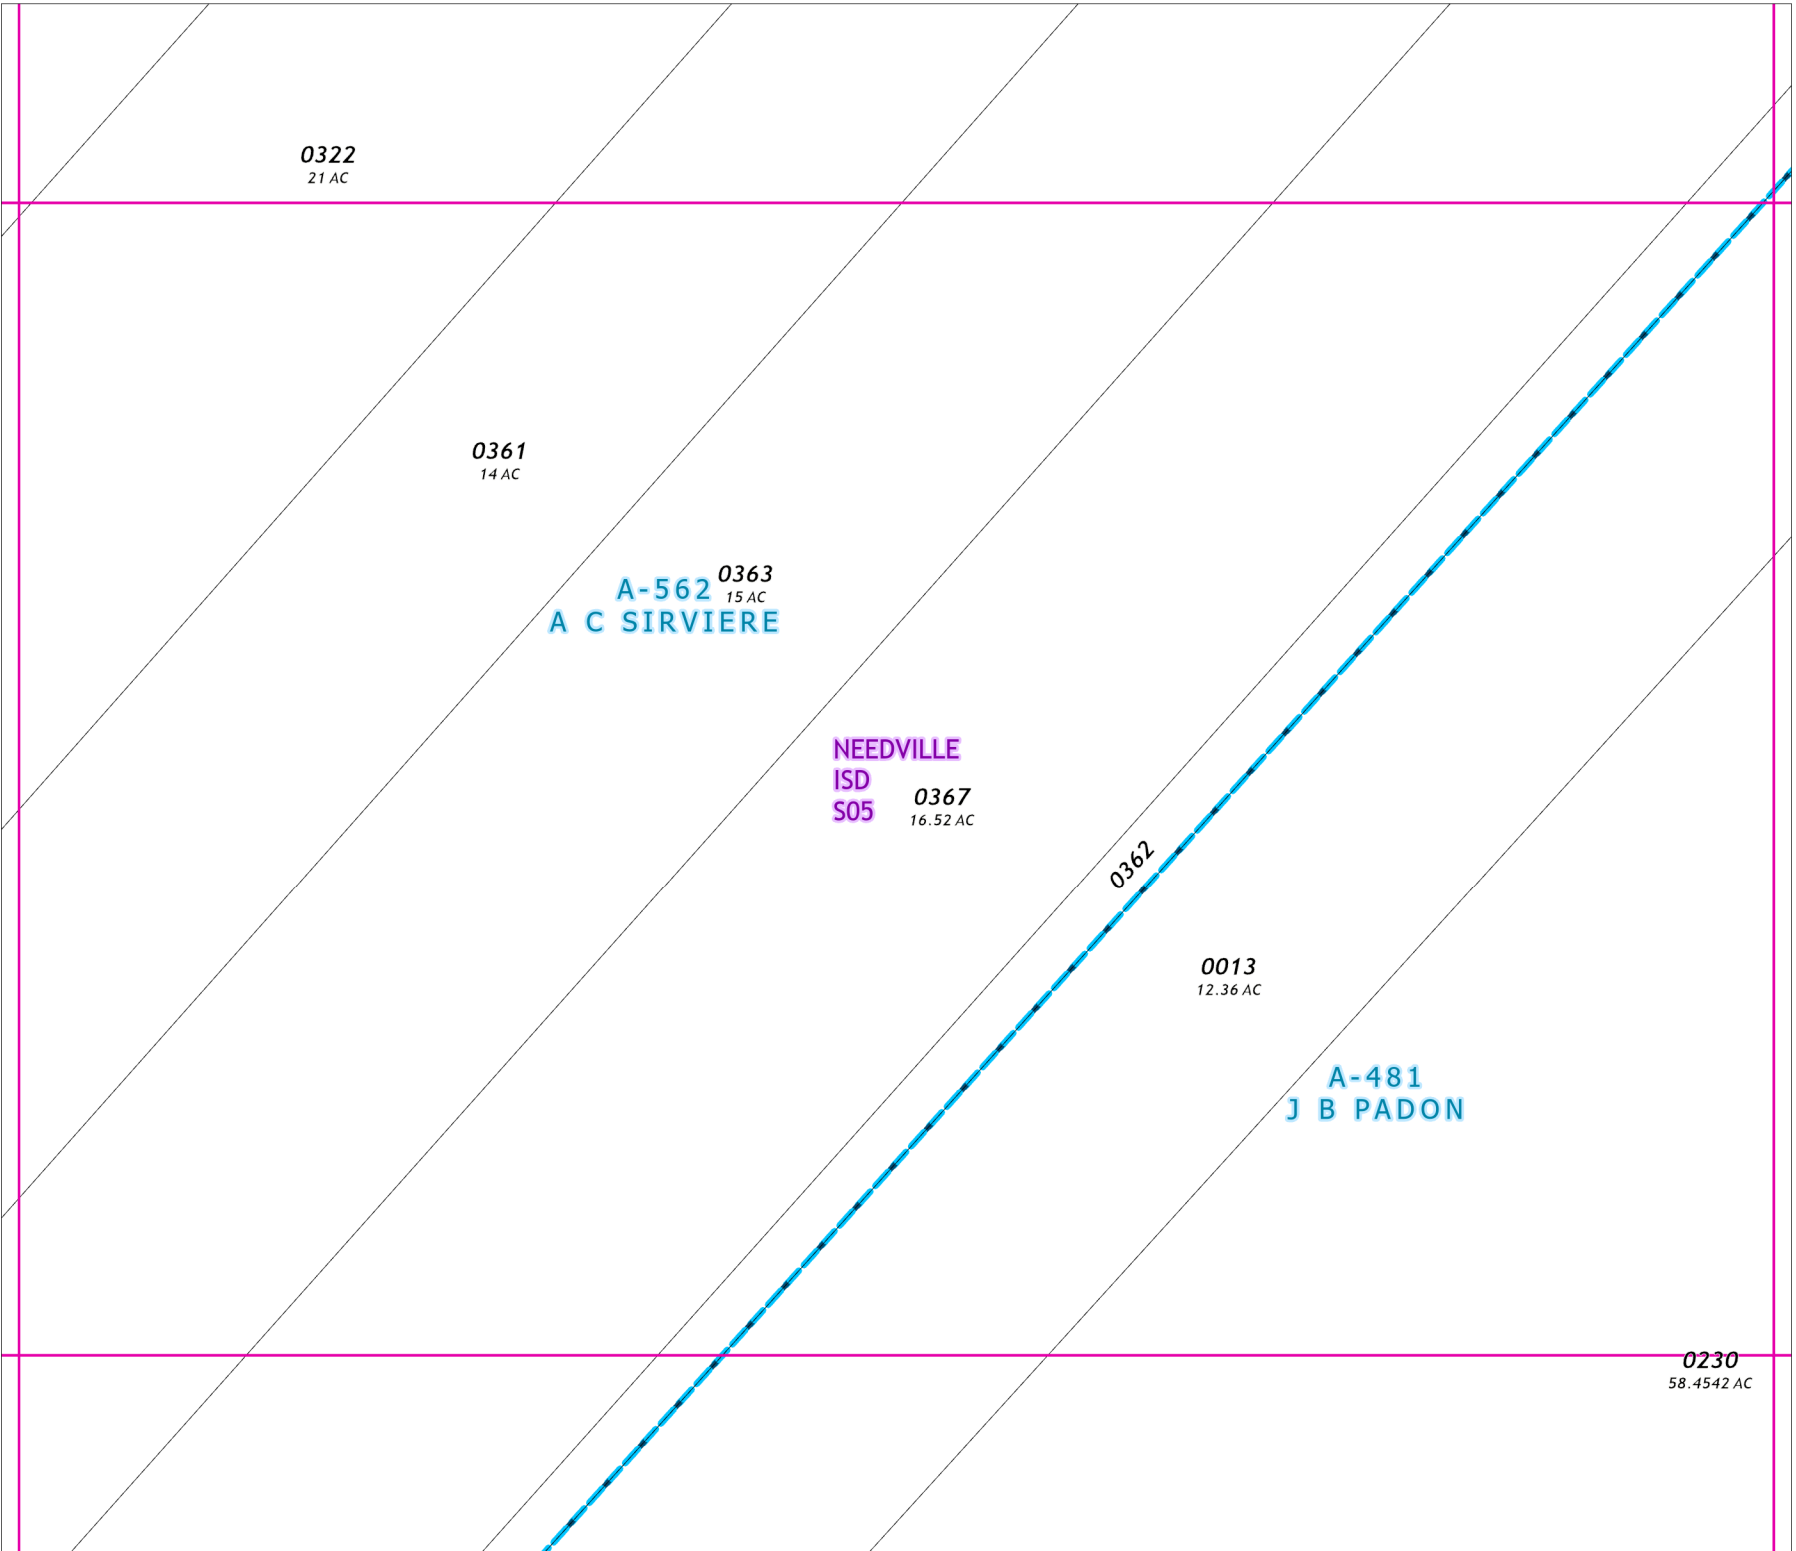 0322
21 AC
0361
14 AC
0363
15 AC
A-562
A C SIRVIERE
NEEDVILLE
ISD
S05
0367
16.52 AC
0362
0013
12.36 AC
A-481
J B PADON
0230
58.4542 AC